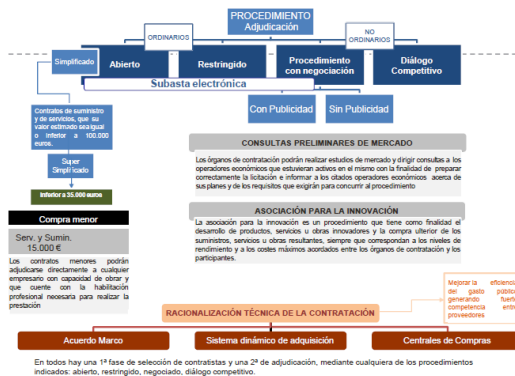 PROCEDIMIENTO
Adjudicación
ORDINARIOS
NO
ORDINARIOS
Simplificado
Abierto
Restringido
Procedimiento
con negociación
Diálogo
Competitivo
Subasta electrónica
Con Publicidad
Sin Publicidad
Contratos de suministro
y de servicios, que su
valor estimado sea igual
o inferior a 100.000
euros.
Super
Simplificado
Inferior a 35.000 euros
Compra menor
Serv. y Sumin.
15.000 €
Los contratos menores podrán
adjudicarse directamente a cualquier
empresario con capacidad de obrar y
que cuente con la habilitación
profesional necesaria para realizar la
prestación
CONSULTAS PRELIMINARES DE MERCADO
Los órganos de contratación podrán realizar estudios de mercado y dirigir consultas a los
operadores económicos que estuvieran activos en el mismo con la finalidad de preparar
correctamente la licitación e informar a los citados operadores económicos acerca de
sus planes y de los requisitos que exigirán para concurrir al procedimiento
ASOCIACIÓN PARA LA INNOVACIÓN
La asociación para la innovación es un procedimiento que tiene como finalidad el
desarrollo de productos, servicios u obras innovadores y la compra ulterior de los
suministros, servicios u obras resultantes, siempre que correspondan a los niveles de
rendimiento y a los costes máximos acordados entre los órganos de contratación y los
participantes.
Mejorar la eficiencia
del gasto público
generando fuerte
competencia entre
proveedores
RACIONALIZACIÓN TÉCNICA DE LA CONTRATACIÓN
Acuerdo Marco
Sistema dinámico de adquisición
Centrales de Compras
En todos hay una 1ª fase de selección de contratistas y una 2ª de adjudicación, mediante cualquiera de los procedimientos
indicados: abierto, restringido, negociado, diálogo competitivo.